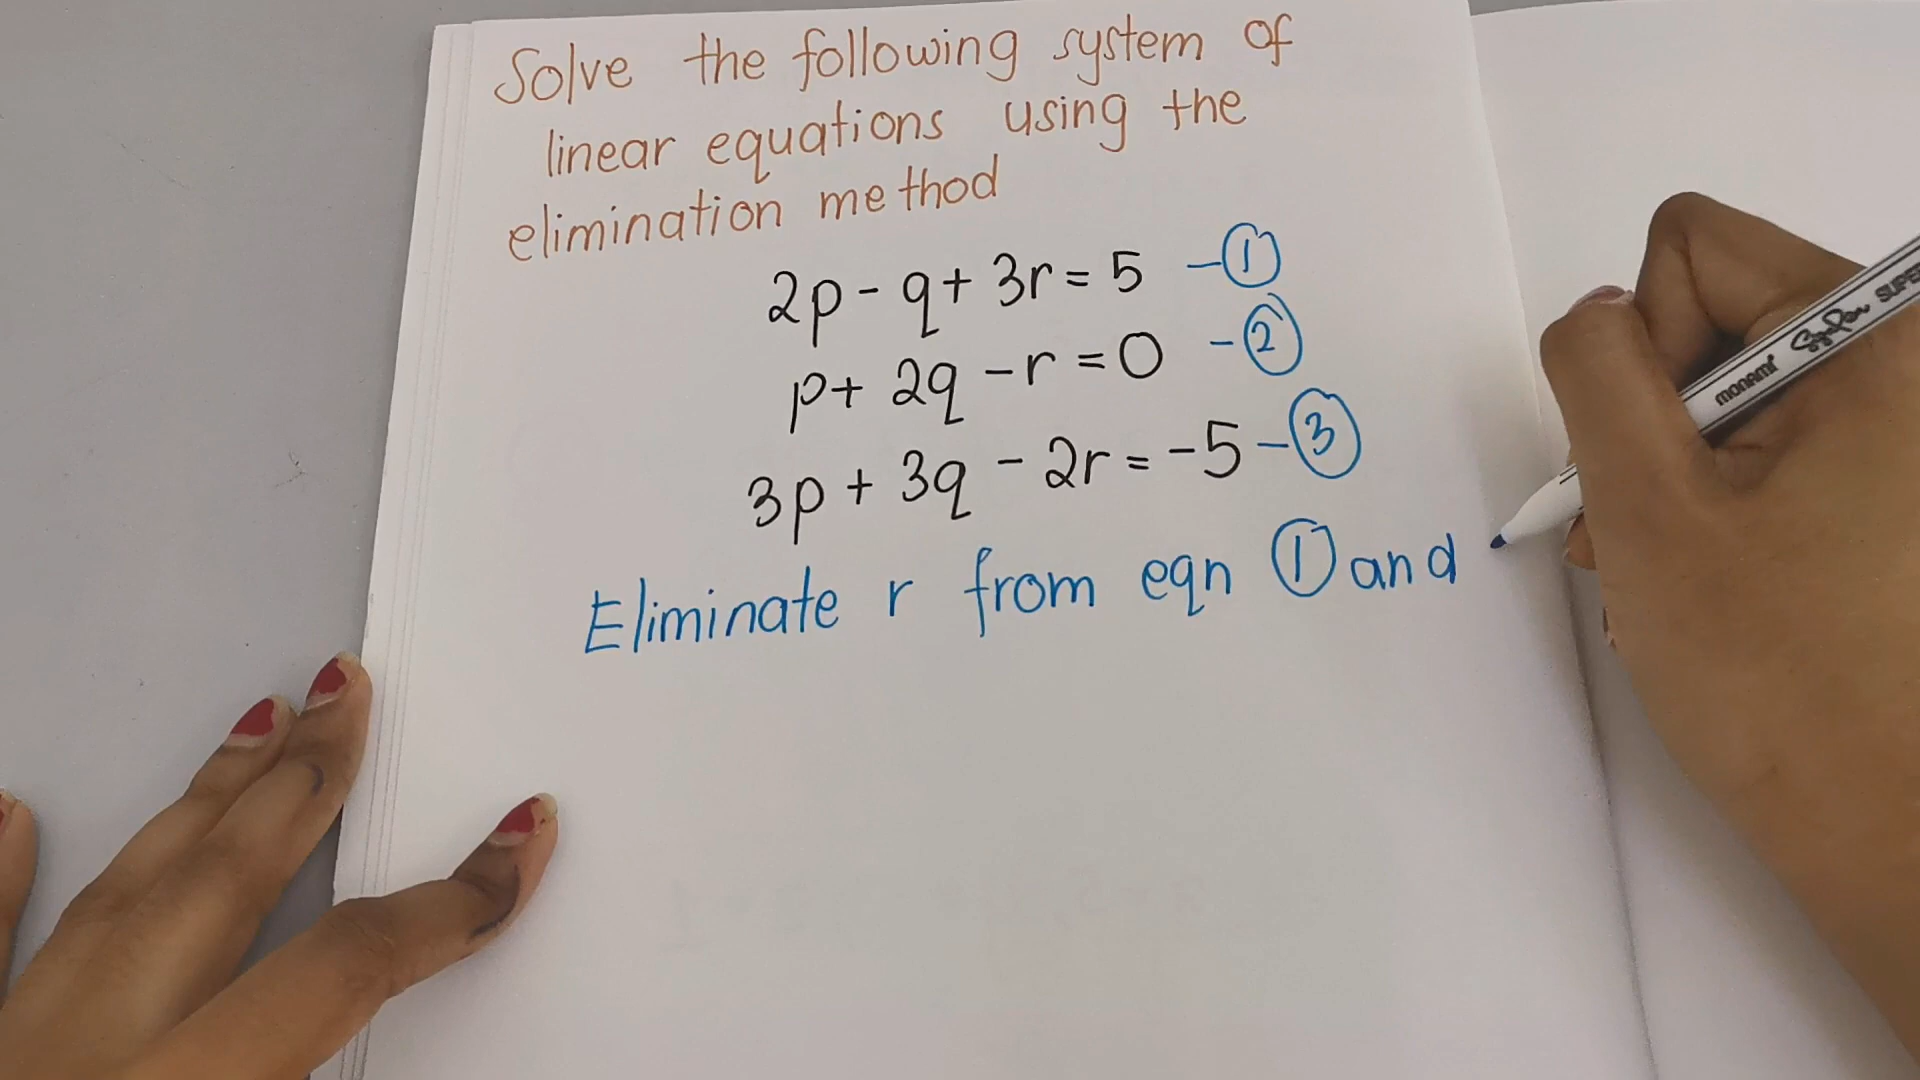 Solve the following system of
linear equations using the
elimination method
2p - q + 3r = 5 - ①
p + 2q - r = 0 - ②
3p + 3q - 2r = -5 - ③
Eliminate r from eqn ① and
MONAMI